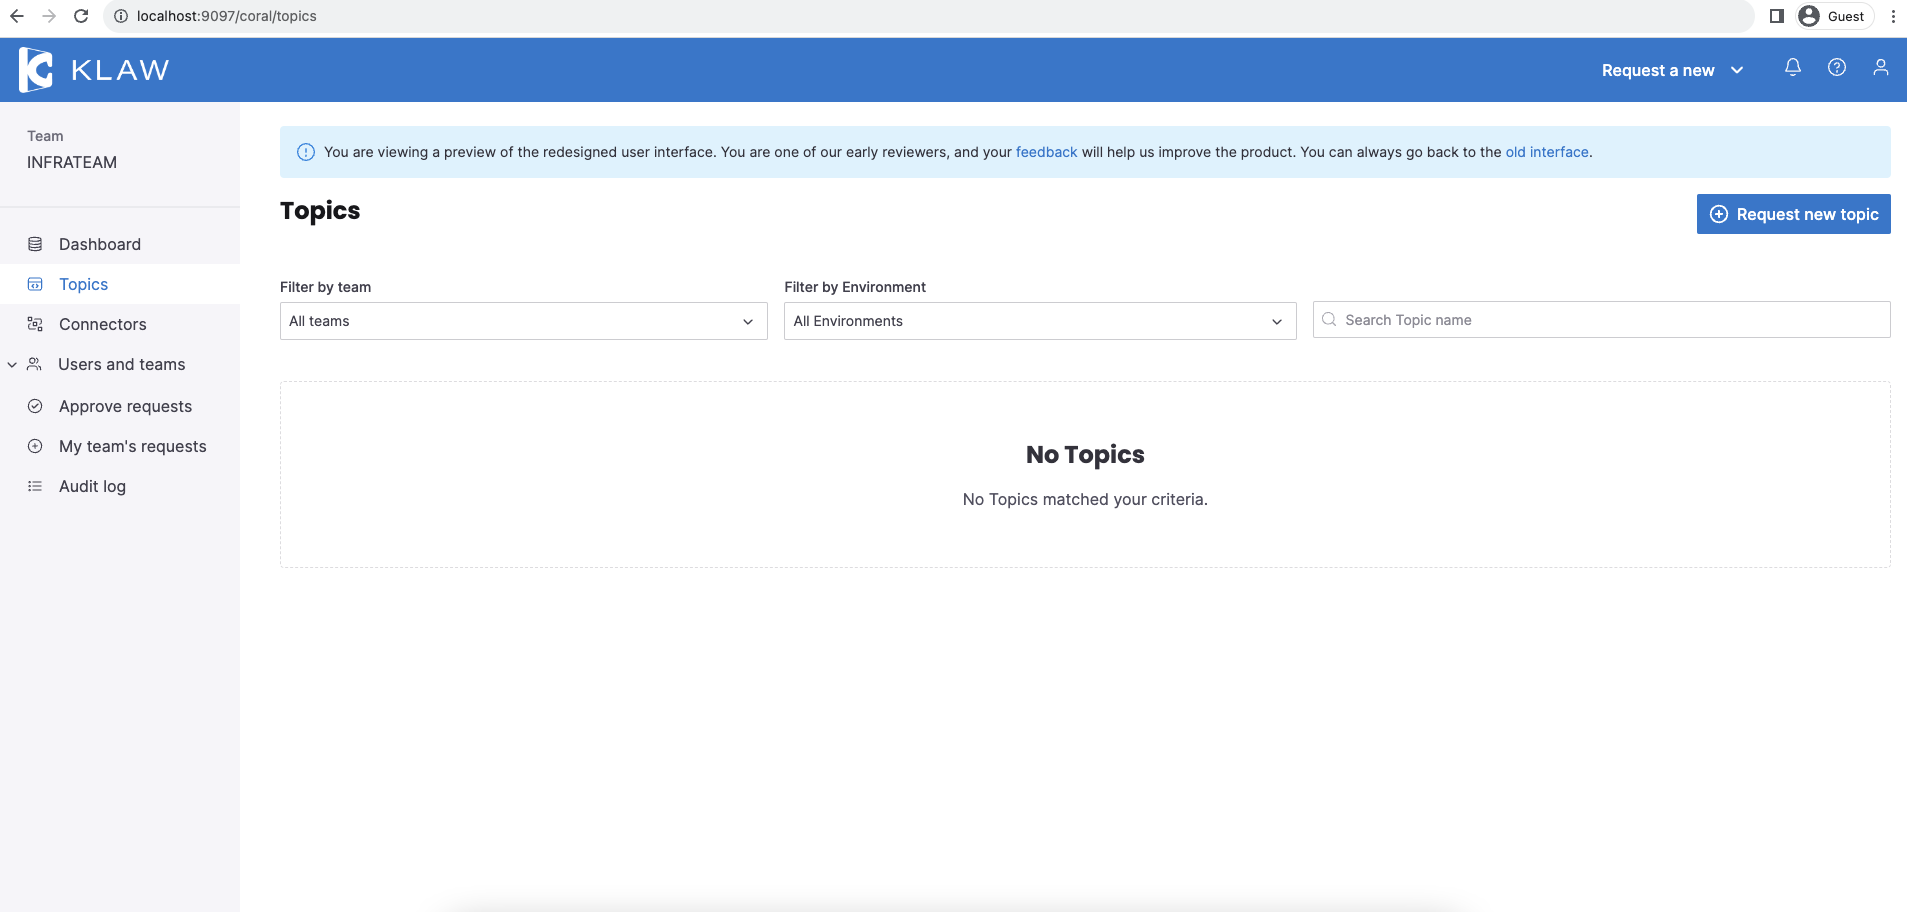 localhost:9097/coral/topics
Guest
KLAW
Request a new
Team
INFRATEAM
Dashboard
Topics
Connectors
Users and teams
Approve requests
My team's requests
Audit log
You are viewing a preview of the redesigned user interface. You are one of our early reviewers, and your feedback will help us improve the product. You can always go back to the old interface.
Topics
Request new topic
Filter by team
Filter by Environment
All teams
All Environments
Search Topic name
No Topics
No Topics matched your criteria.